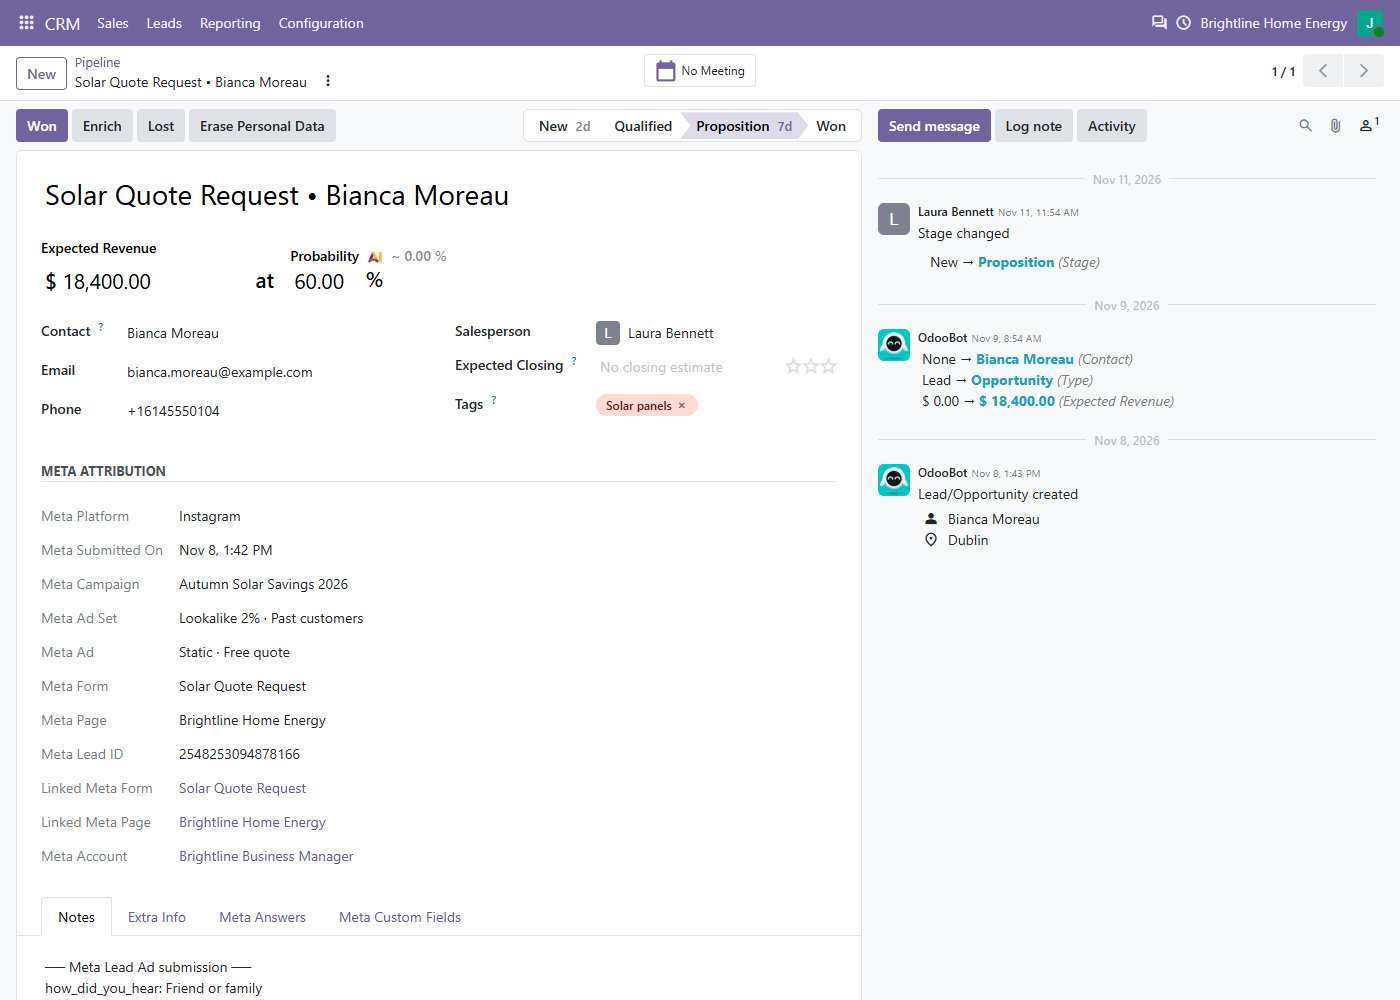 CRM Sales Leads Reporting Configuration Brightline Home Energy J
New Pipeline
Solar Quote Request • Bianca Moreau
No Meeting
1 / 1
Won Enrich Lost Erase Personal Data
New 2d Qualified Proposition 7d Won
Send message Log note Activity 1
Solar Quote Request • Bianca Moreau
Expected Revenue
Probability AI ~ 0.00 %
$ 18,400.00 at 60.00 %
Contact ? Bianca Moreau
Email bianca.moreau@example.com
Phone +16145550104
Salesperson L Laura Bennett
Expected Closing ? No closing estimate
Tags ? Solar panels ×
META ATTRIBUTION
Meta Platform Instagram
Meta Submitted On Nov 8, 1:42 PM
Meta Campaign Autumn Solar Savings 2026
Meta Ad Set Lookalike 2% · Past customers
Meta Ad Static · Free quote
Meta Form Solar Quote Request
Meta Page Brightline Home Energy
Meta Lead ID 2548253094878166
Linked Meta Form Solar Quote Request
Linked Meta Page Brightline Home Energy
Meta Account Brightline Business Manager
Notes Extra Info Meta Answers Meta Custom Fields
── Meta Lead Ad submission ──
how_did_you_hear: Friend or family
Nov 11, 2026
L Laura Bennett Nov 11, 11:54 AM
Stage changed
New → Proposition (Stage)
Nov 9, 2026
OdooBot Nov 9, 8:54 AM
None → Bianca Moreau (Contact)
Lead → Opportunity (Type)
$ 0.00 → $ 18,400.00 (Expected Revenue)
Nov 8, 2026
OdooBot Nov 8, 1:43 PM
Lead/Opportunity created
Bianca Moreau
Dublin